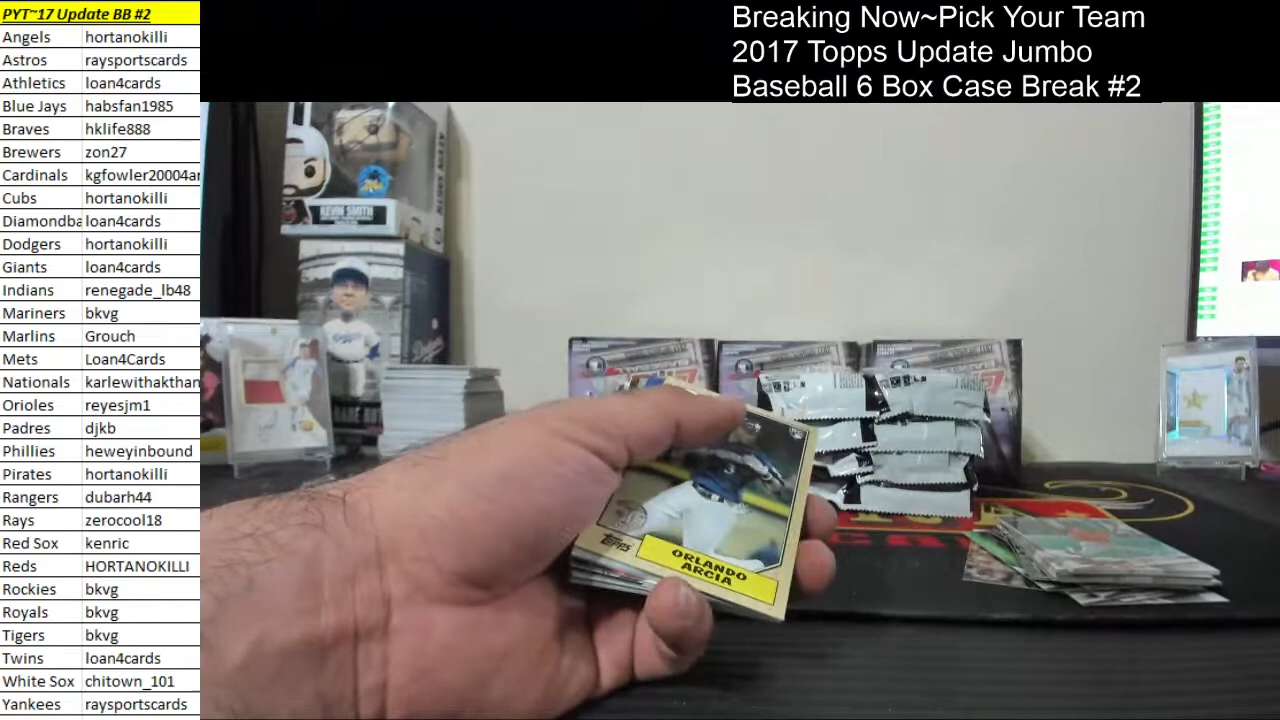 PYT~17 Update BB #2
Angels hortanokilli
Astros raysportscards
Athletics loan4cards
Blue Jays habsfan1985
Braves hklife888
Brewers zon27
Cardinals kgfowler20004ar
Cubs hortanokilli
Diamondba loan4cards
Dodgers hortanokilli
Giants loan4cards
Indians renegade_lb48
Mariners bkvg
Marlins Grouch
Mets Loan4Cards
Nationals karlewithakthan
Orioles reyesjm1
Padres djkb
Phillies heweyinbound
Pirates hortanokilli
Rangers dubarh44
Rays zerocool18
Red Sox kenric
Reds HORTANOKILLI
Rockies bkvg
Royals bkvg
Tigers bkvg
Twins loan4cards
White Sox chitown_101
Yankees raysportscards
Breaking Now~Pick Your Team
2017 Topps Update Jumbo
Baseball 6 Box Case Break #2
KEVIN SMITH
Topps
ORLANDO
ARCIA